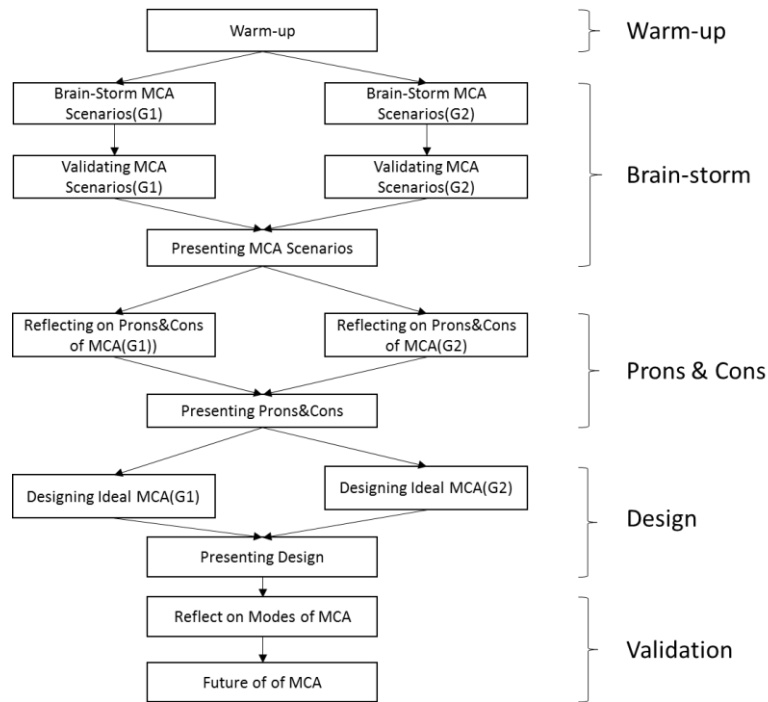 Warm-up
Warm-up
Brain-Storm MCA
Scenarios(G1)
Brain-Storm MCA
Scenarios(G2)
Validating MCA
Scenarios(G1)
Validating MCA
Scenarios(G2)
Brain-storm
Presenting MCA Scenarios
Reflecting on Prons&Cons
of MCA(G1))
Reflecting on Prons&Cons
of MCA(G2)
Prons & Cons
Presenting Prons&Cons
Designing Ideal MCA(G1)
Designing Ideal MCA(G2)
Design
Presenting Design
Reflect on Modes of MCA
Validation
Future of of MCA